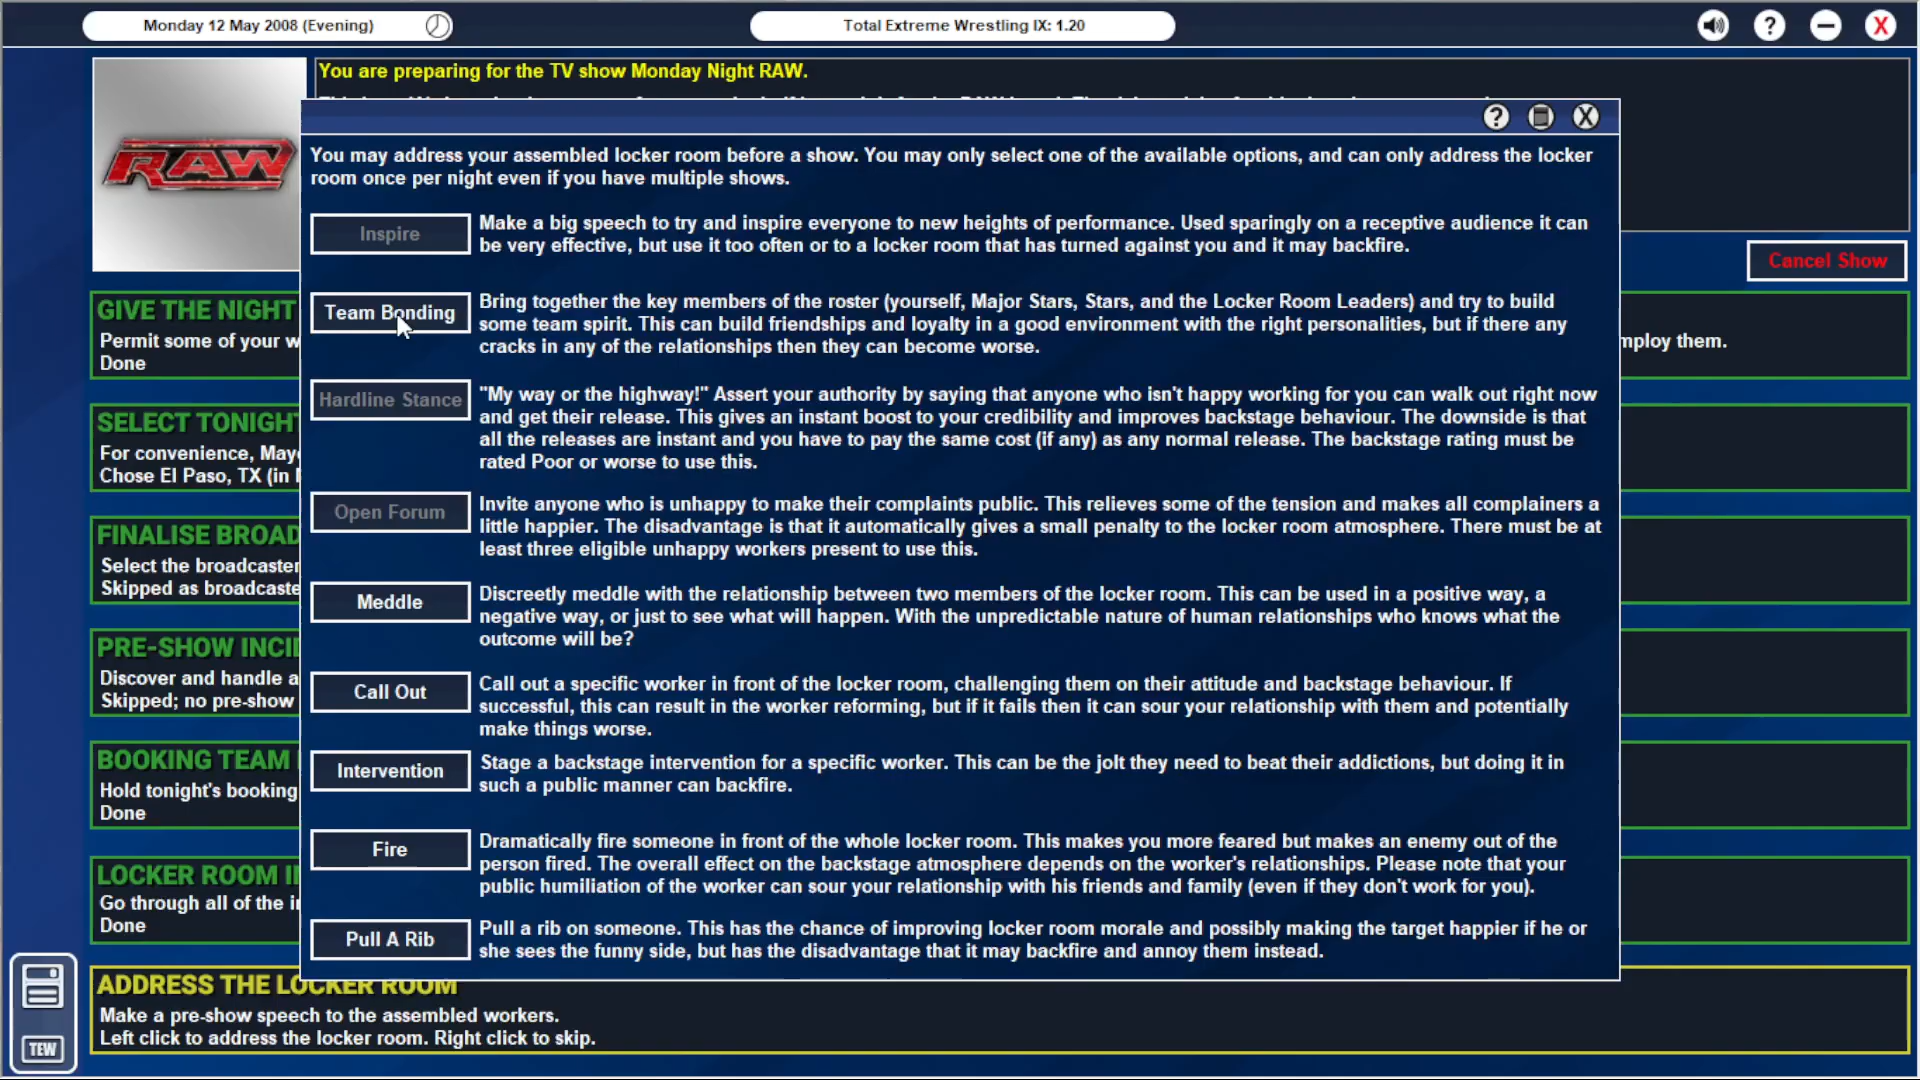 Monday 12 May 2008 (Evening)
Total Extreme Wrestling IX: 1.20
?
X
RAW
You are preparing for the TV show Monday Night RAW.
Cancel Show
?
X
You may address your assembled locker room before a show. You may only select one of the available options, and can only address the locker
room once per night even if you have multiple shows.
Inspire
Make a big speech to try and inspire everyone to new heights of performance. Used sparingly on a receptive audience it can
be very effective, but use it too often or to a locker room that has turned against you and it may backfire.
Team Bonding
Bring together the key members of the roster (yourself, Major Stars, Stars, and the Locker Room Leaders) and try to build
some team spirit. This can build friendships and loyalty in a good environment with the right personalities, but if there any
cracks in any of the relationships then they can become worse.
Hardline Stance
"My way or the highway!" Assert your authority by saying that anyone who isn't happy working for you can walk out right now
and get their release. This gives an instant boost to your credibility and improves backstage behaviour. The downside is that
all the releases are instant and you have to pay the same cost (if any) as any normal release. The backstage rating must be
rated Poor or worse to use this.
Open Forum
Invite anyone who is unhappy to make their complaints public. This relieves some of the tension and makes all complainers a
little happier. The disadvantage is that it automatically gives a small penalty to the locker room atmosphere. There must be at
least three eligible unhappy workers present to use this.
Meddle
Discreetly meddle with the relationship between two members of the locker room. This can be used in a positive way, a
negative way, or just to see what will happen. With the unpredictable nature of human relationships who knows what the
outcome will be?
Call Out
Call out a specific worker in front of the locker room, challenging them on their attitude and backstage behaviour. If
successful, this can result in the worker reforming, but if it fails then it can sour your relationship with them and potentially
make things worse.
Intervention
Stage a backstage intervention for a specific worker. This can be the jolt they need to beat their addictions, but doing it in
such a public manner can backfire.
Fire
Dramatically fire someone in front of the whole locker room. This makes you more feared but makes an enemy out of the
person fired. The overall effect on the backstage atmosphere depends on the worker's relationships. Please note that your
public humiliation of the worker can sour your relationship with his friends and family (even if they don't work for you).
Pull A Rib
Pull a rib on someone. This has the chance of improving locker room morale and possibly making the target happier if he or
she sees the funny side, but has the disadvantage that it may backfire and annoy them instead.
GIVE THE NIGHT
Permit some of your w
mploy them.
Done
SELECT TONIGHT
For convenience, May
Chose El Paso, TX (in
FINALISE BROAD
Select the broadcaster
Skipped as broadcaste
PRE-SHOW INCI
Discover and handle a
Skipped; no pre-show
BOOKING TEAM
Hold tonight's booking
Done
LOCKER ROOM I
Go through all of the i
Done
ADDRESS THE LOCKER ROOM
Make a pre-show speech to the assembled workers.
Left click to address the locker room. Right click to skip.
TEW